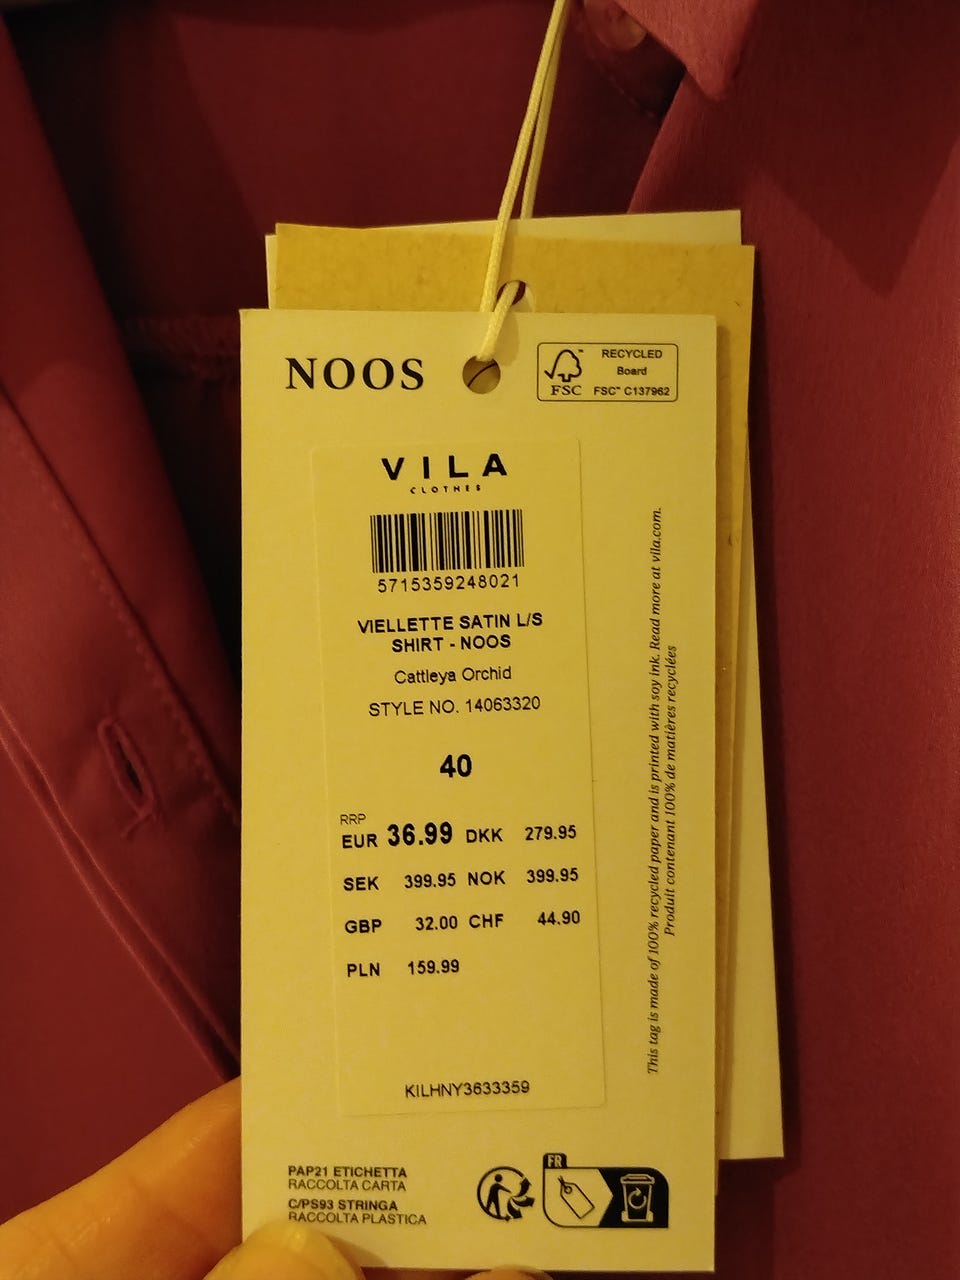 NOOS
FSC
RECYCLED
Board
FSC™ C137962
VILA
CLOTHES
5715359248021
VIELLETTE SATIN L/S
SHIRT - NOOS
Cattleya Orchid
STYLE NO. 14063320
40
RRP
EUR 36.99 DKK 279.95
SEK 399.95 NOK 399.95
GBP 32.00 CHF 44.90
PLN 159.99
KILHNY3633359
This tag is made of 100% recycled paper and is printed with soy ink. Read more at vila.com.
Produit contenant 100% de matières recyclées
PAP21 ETICHETTA
RACCOLTA CARTA
C/PS93 STRINGA
RACCOLTA PLASTICA
FR